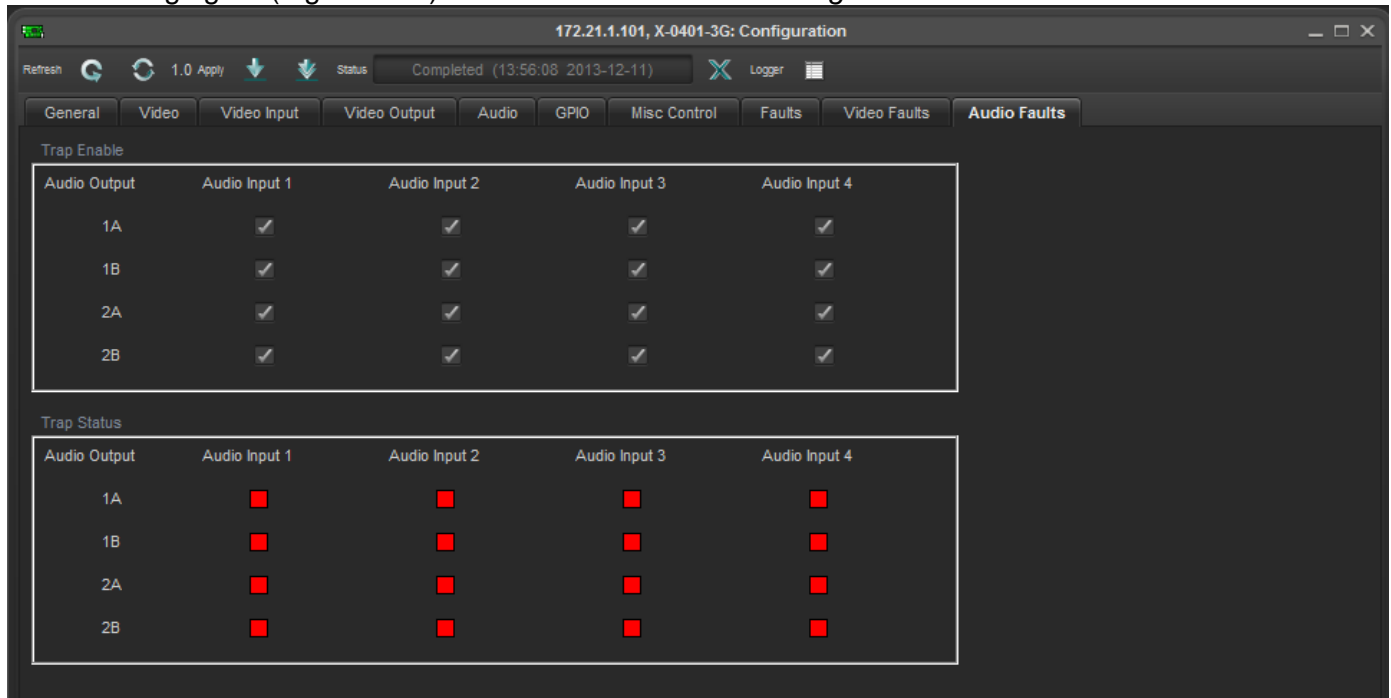 172.21.1.101, X-0401-3G: Configuration
Refresh 1.0 Apply Status Completed (13:56:08 2013-12-11) Logger
General Video Video Input Video Output Audio GPIO Misc Control Faults Video Faults Audio Faults
Trap Enable
Audio Output Audio Input 1 Audio Input 2 Audio Input 3 Audio Input 4
1A
1B
2A
2B
Trap Status
Audio Output Audio Input 1 Audio Input 2 Audio Input 3 Audio Input 4
1A
1B
2A
2B